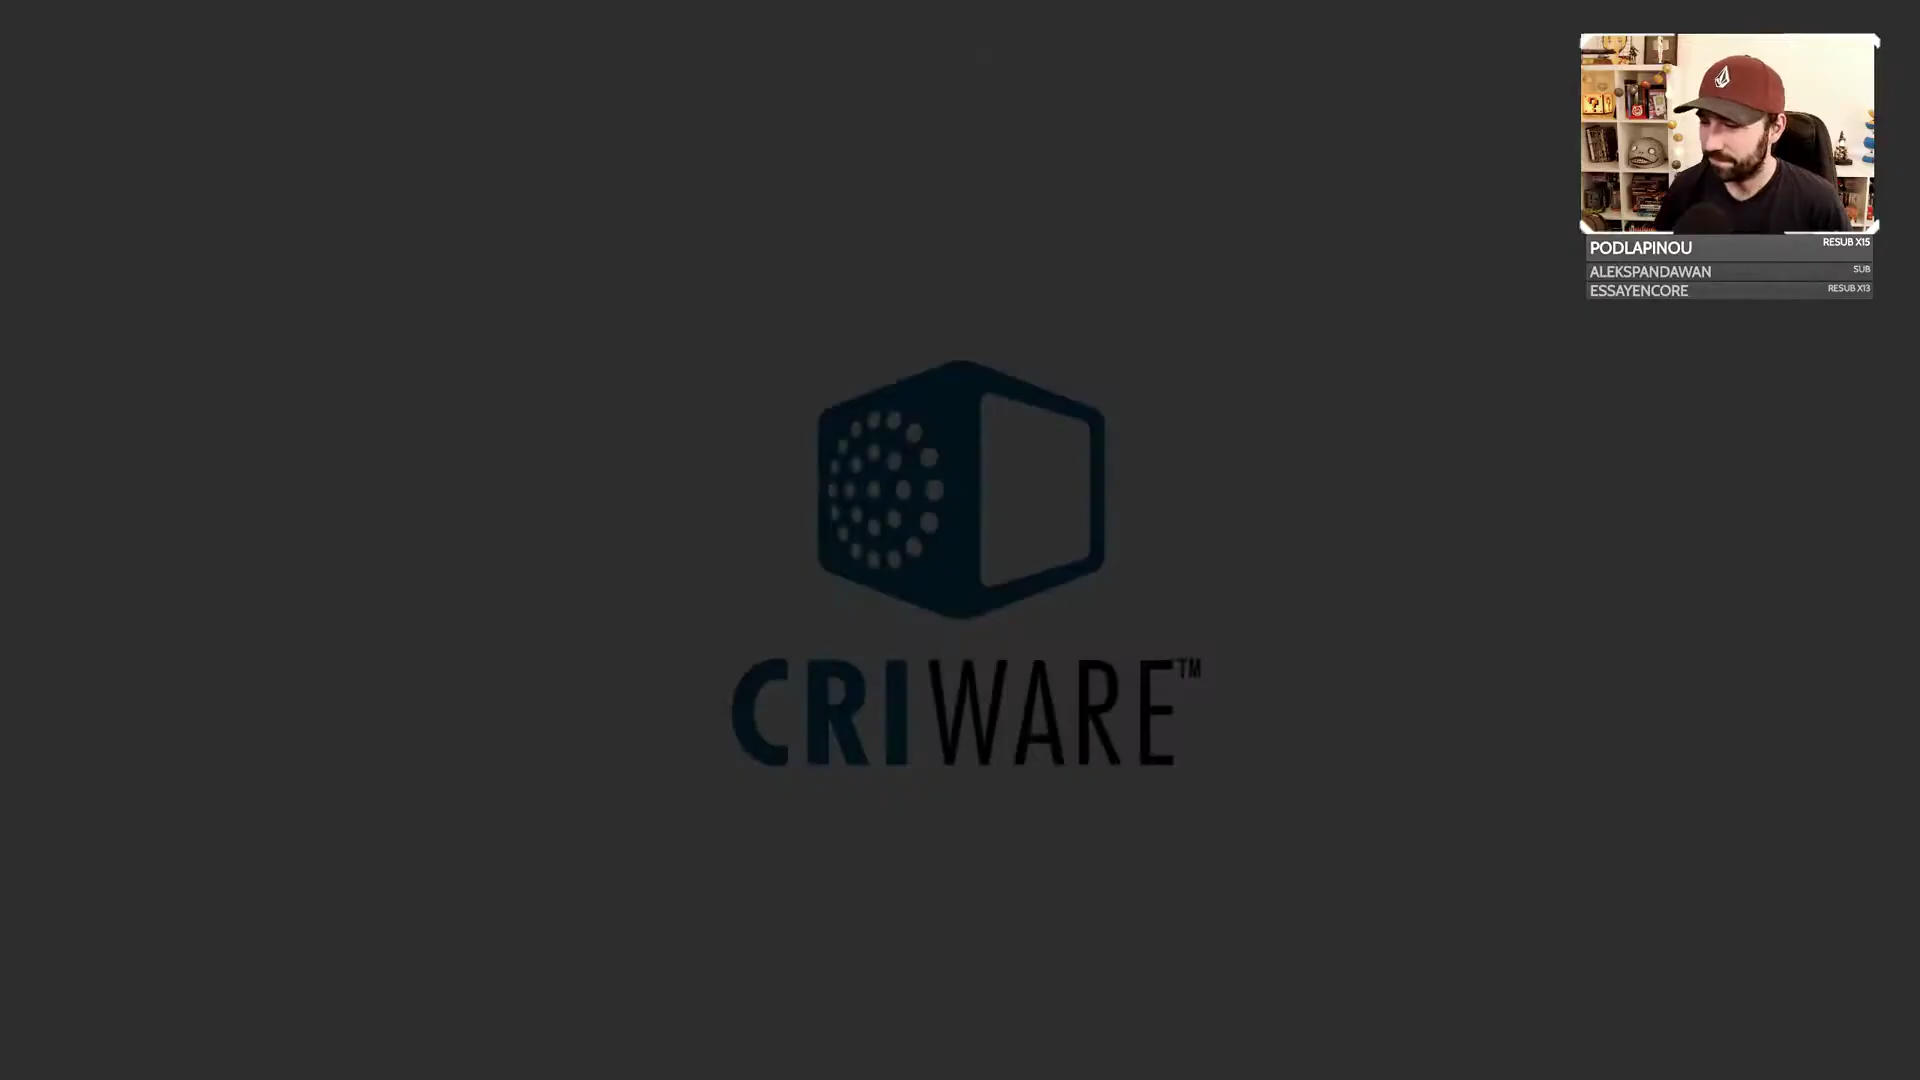 PODLAPINOU RESUB X15
ALEKSPANDAWAN SUB
ESSAYENCORE RESUB X13
CRIWARE™